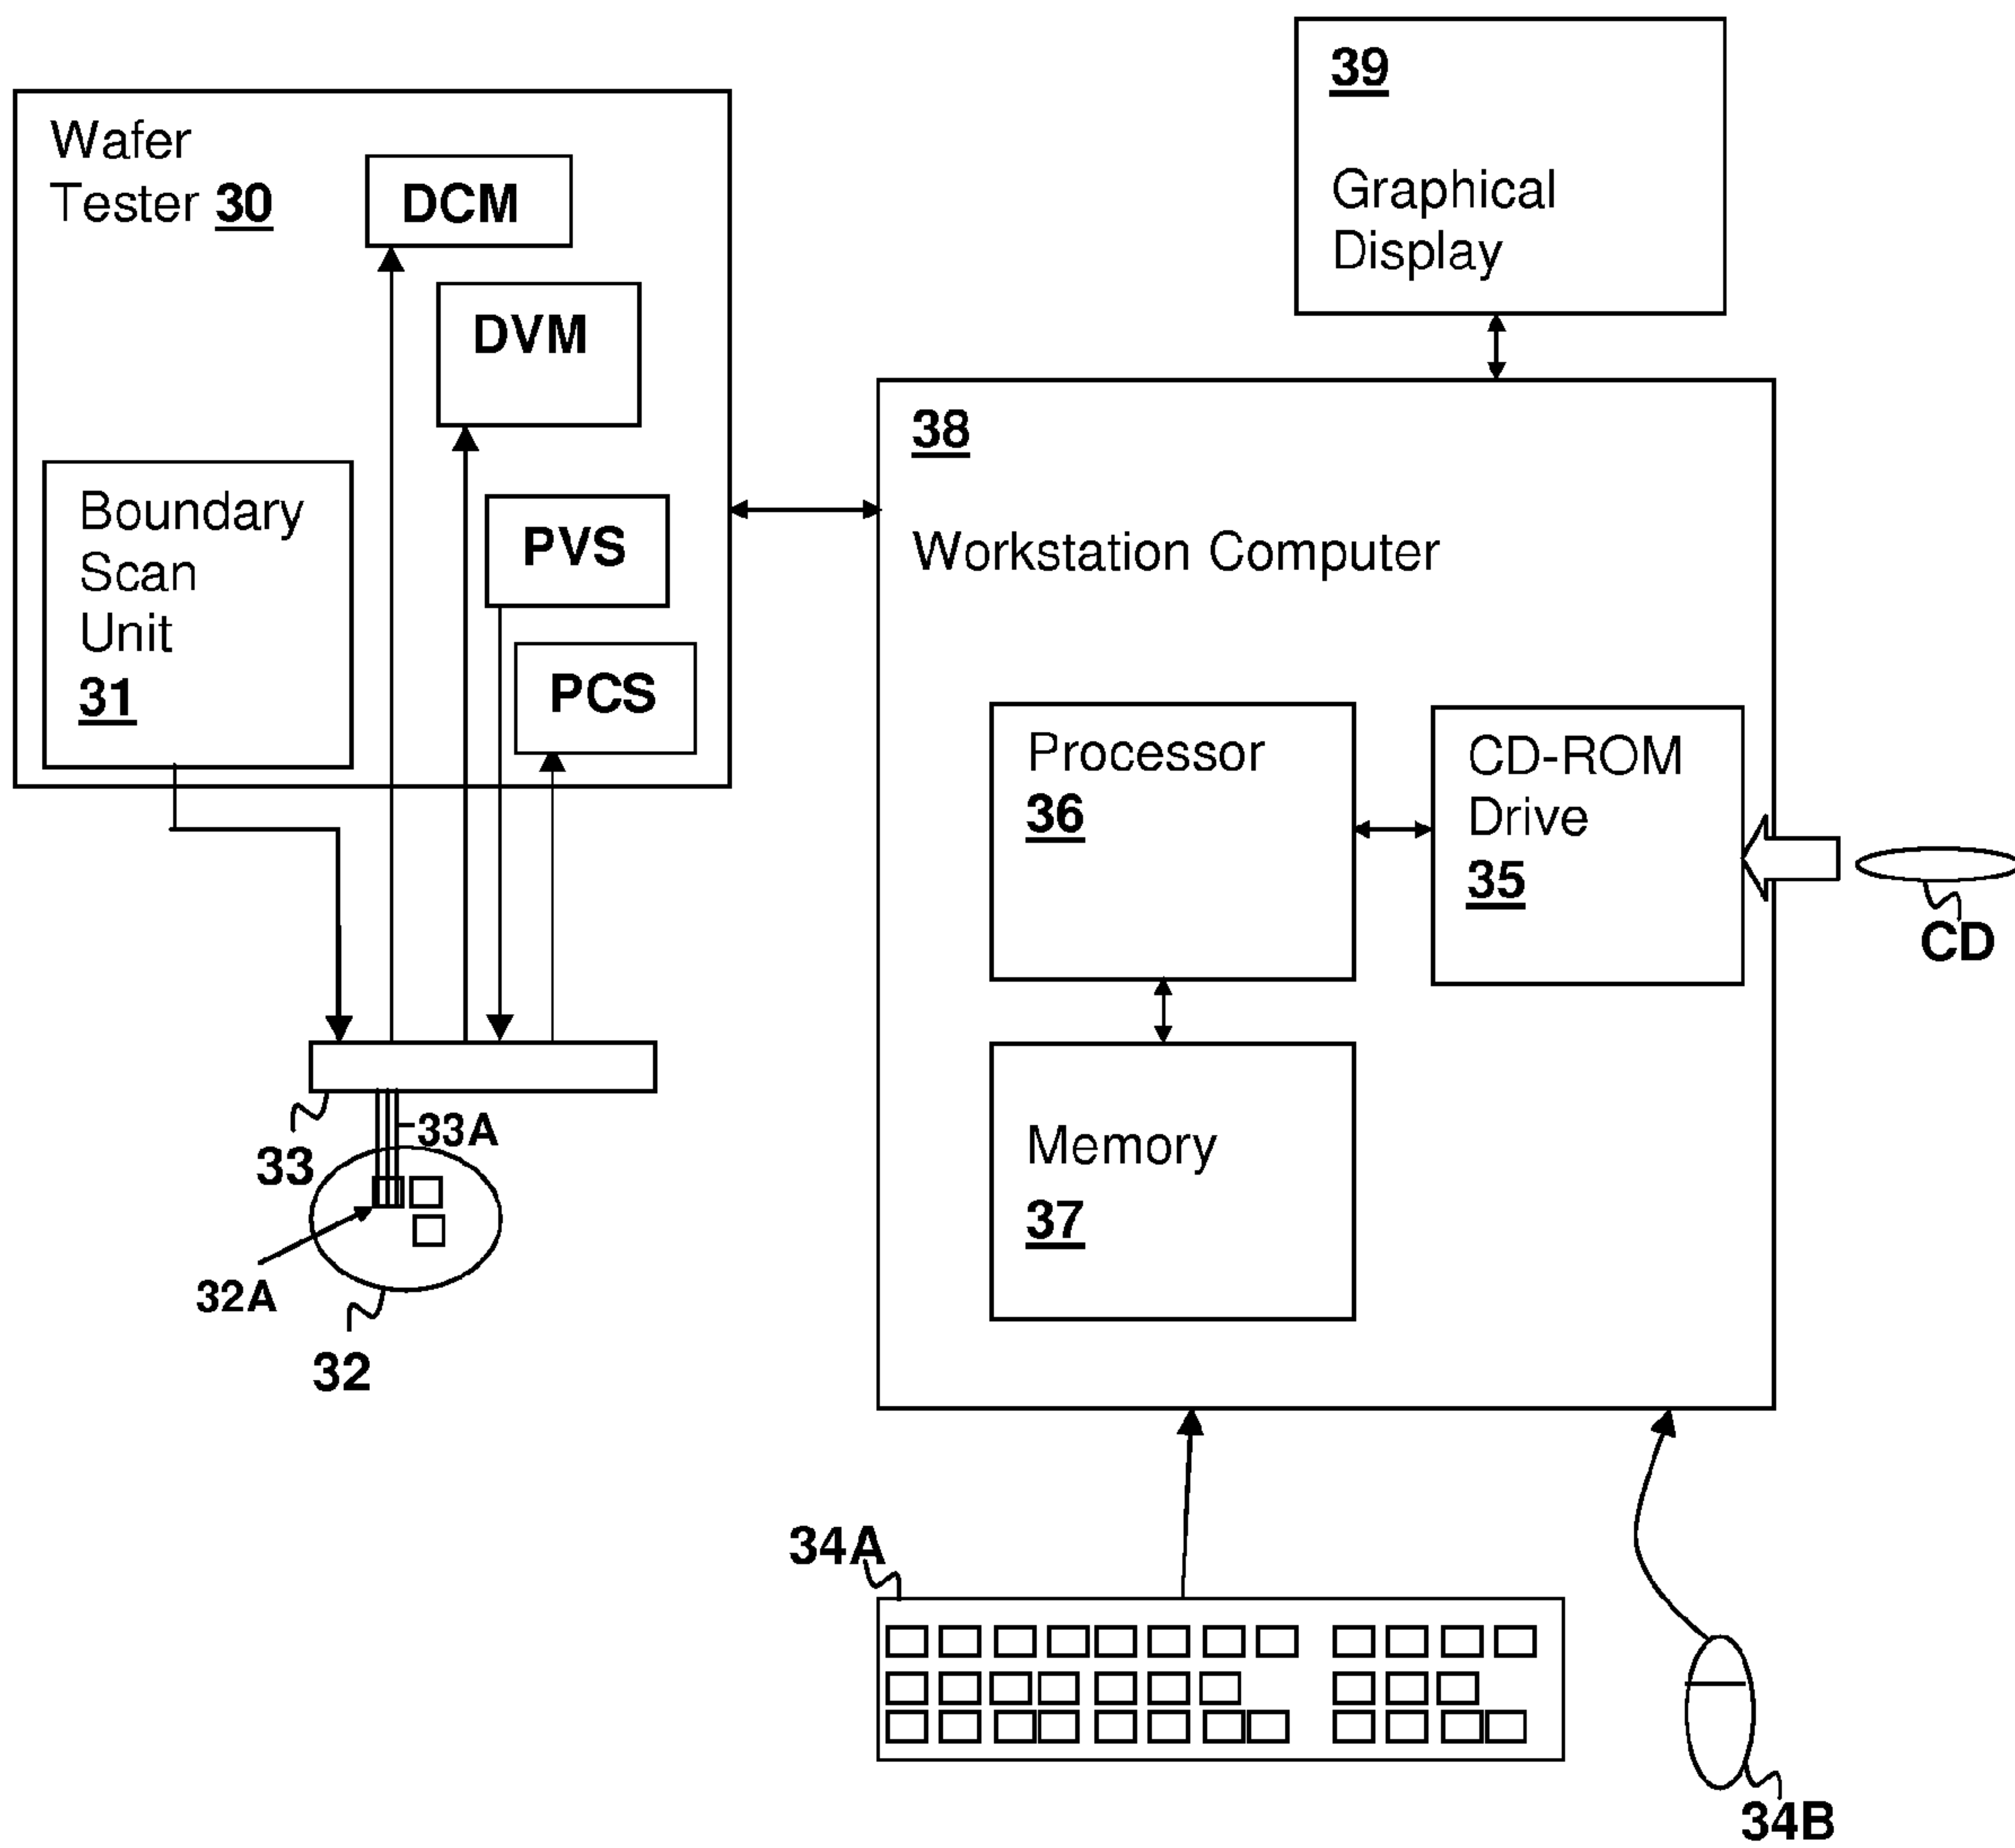 Wafer
Tester 30
DCM
DVM
Boundary
Scan
Unit
31
PVS
PCS
39
Graphical
Display
38
Workstation Computer
Processor
36
CD-ROM
Drive
35
CD
Memory
37
33
33A
32A
32
34A
34B